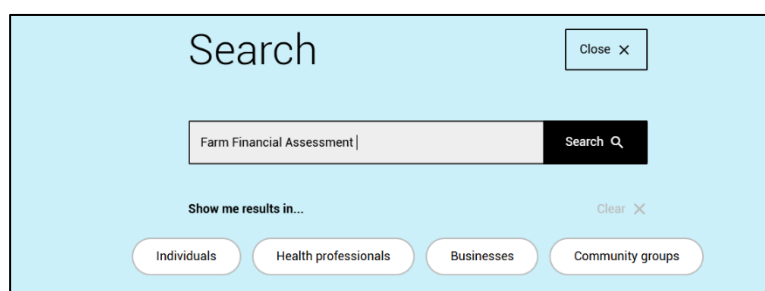 Search
Close X
Farm Financial Assessment
Search
Show me results in...
Clear X
Individuals
Health professionals
Businesses
Community groups